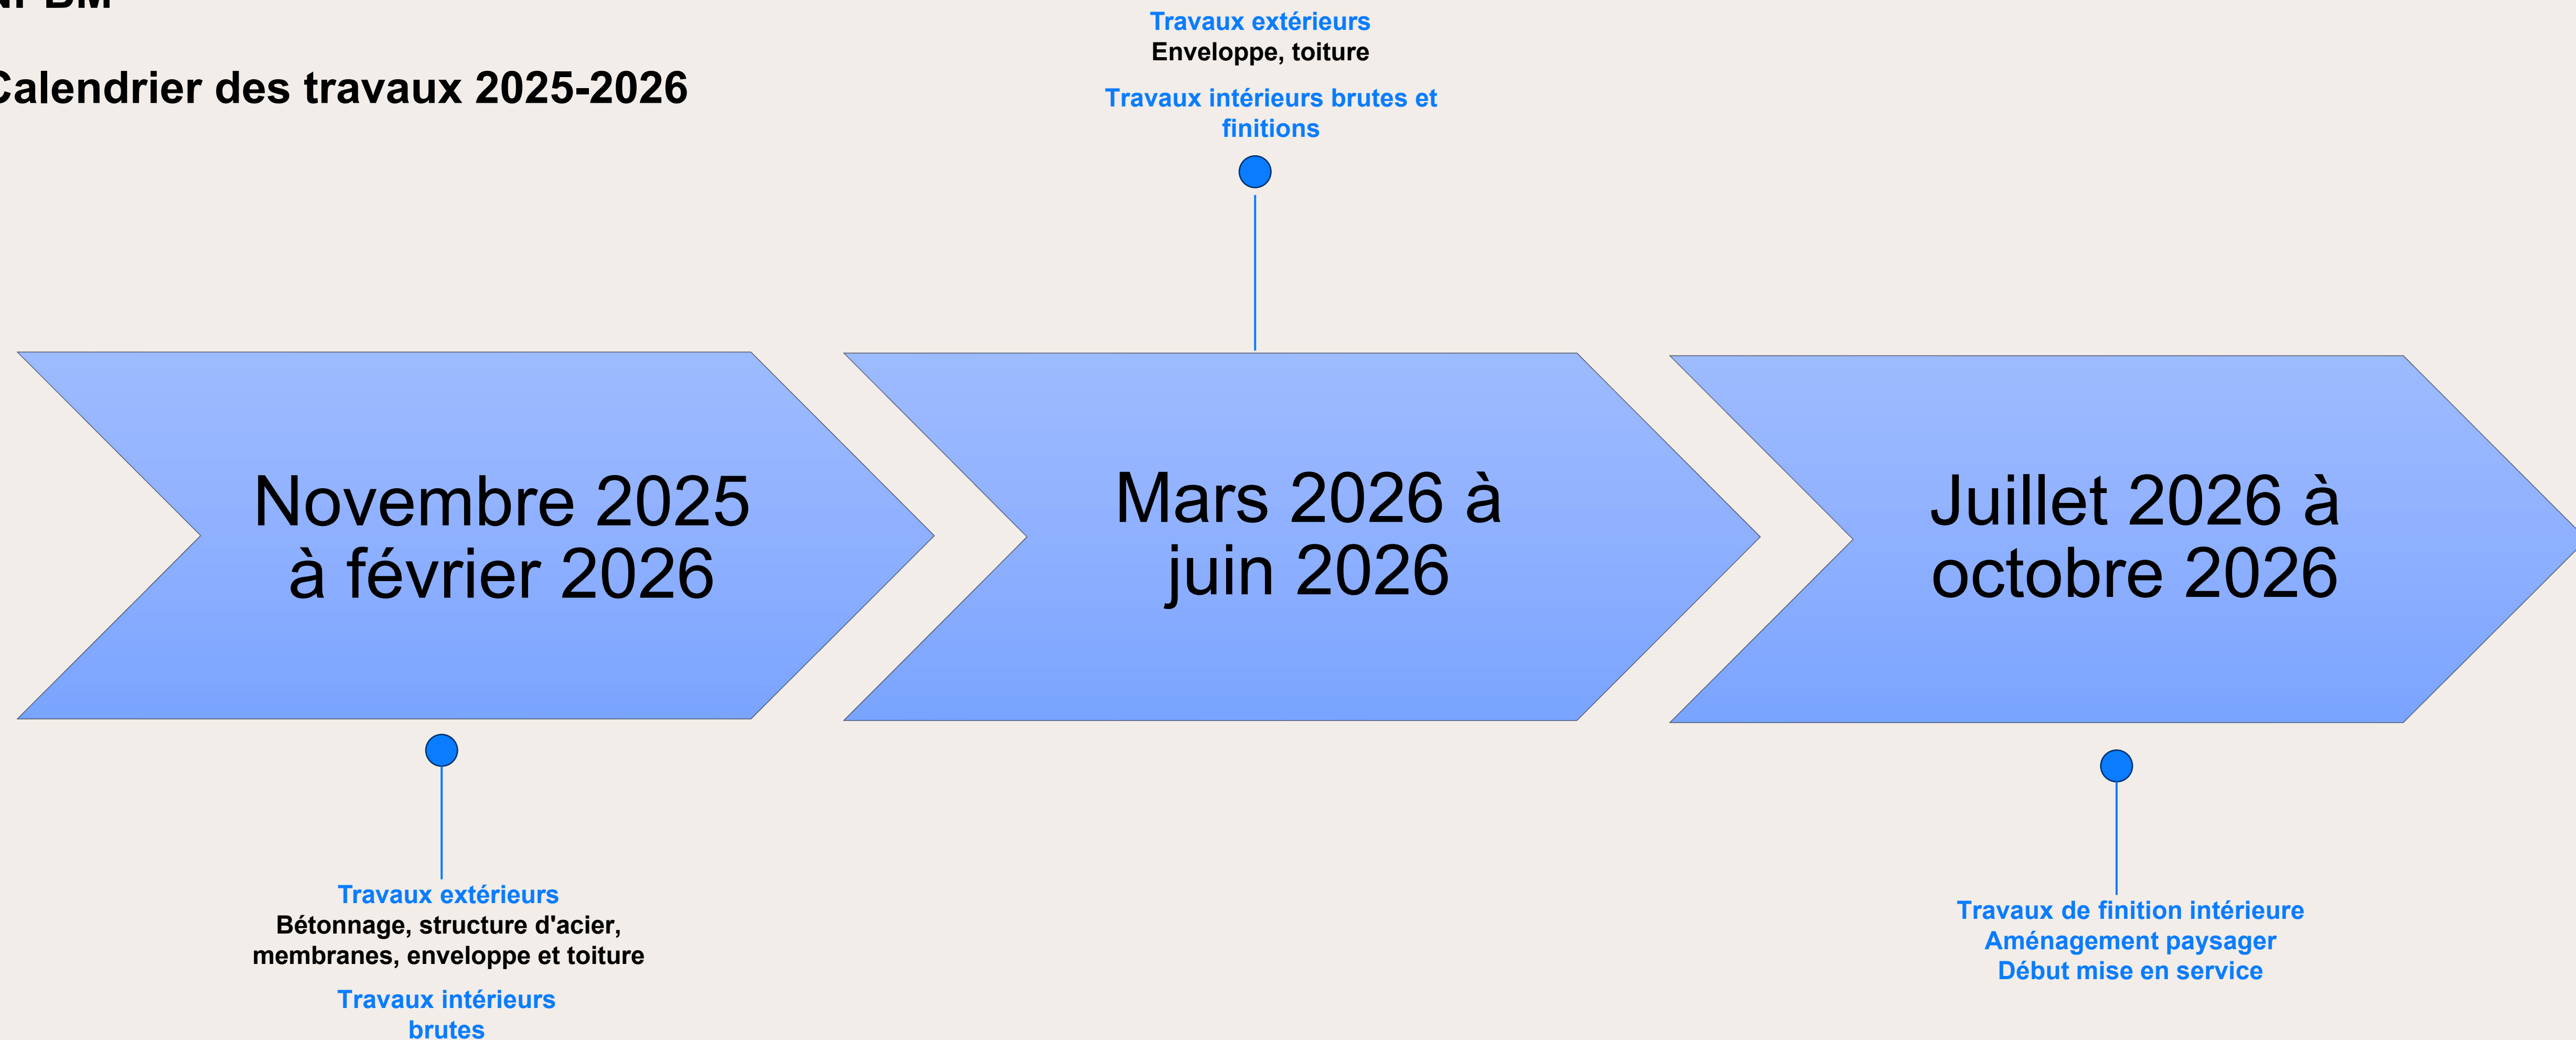 Calendrier des travaux 2025-2026
Travaux extérieurs
Enveloppe, toiture
Travaux intérieurs brutes et
finitions
Novembre 2025
à février 2026
Mars 2026 à
juin 2026
Juillet 2026 à
octobre 2026
Travaux extérieurs
Bétonnage, structure d'acier,
membranes, enveloppe et toiture
Travaux intérieurs
brutes
Travaux de finition intérieure
Aménagement paysager
Début mise en service